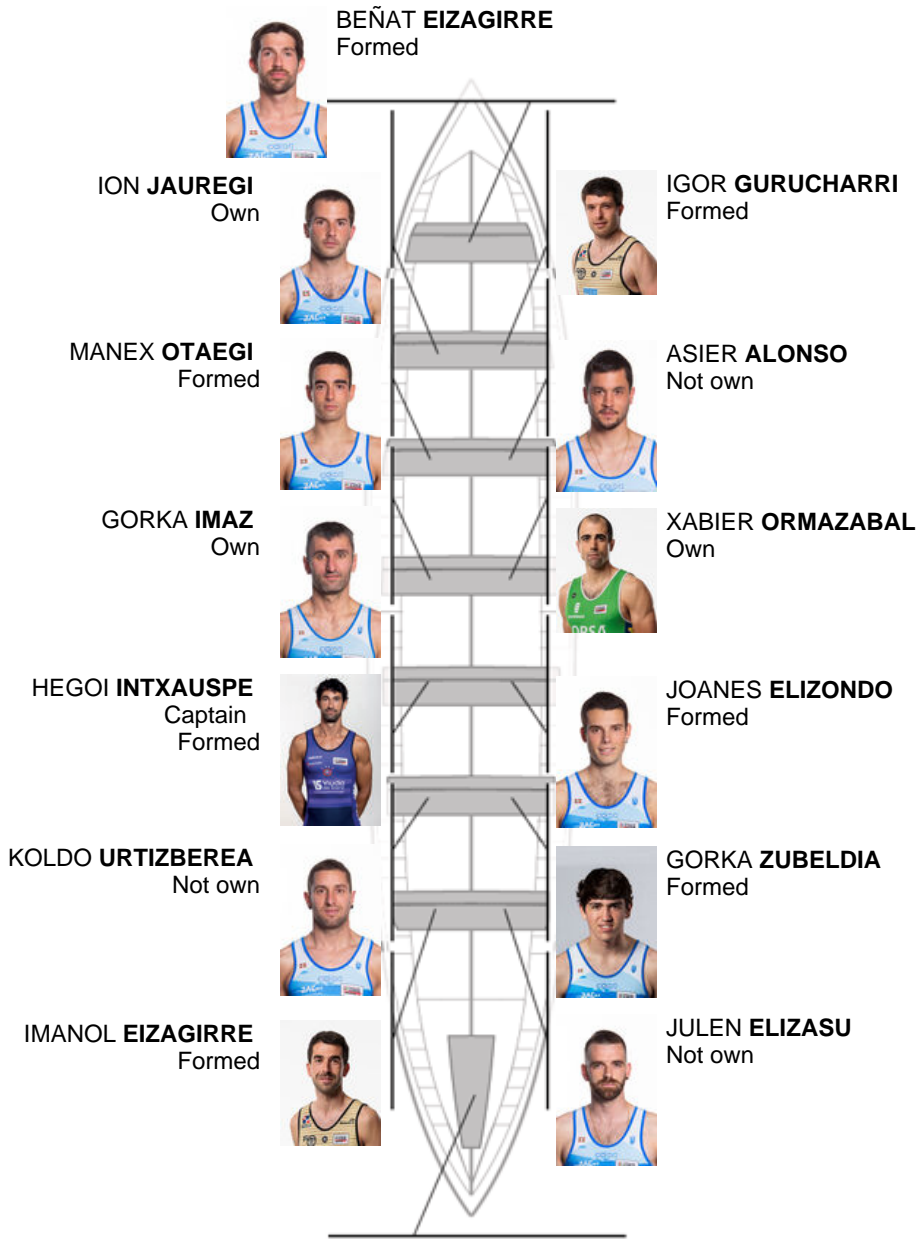 BEÑAT EIZAGIRRE
Formed
ION JAUREGI
Own
IGOR GURUCHARRI
Formed
MANEX OTAEGI
Formed
ASIER ALONSO
Not own
GORKA IMAZ
Own
XABIER ORMAZABAL
Own
HEGOI INTXAUSPE
Captain
Formed
JOANES ELIZONDO
Formed
KOLDO URTIZBEREA
Not own
GORKA ZUBELDIA
Formed
IMANOL EIZAGIRRE
Formed
JULEN ELIZASU
Not own